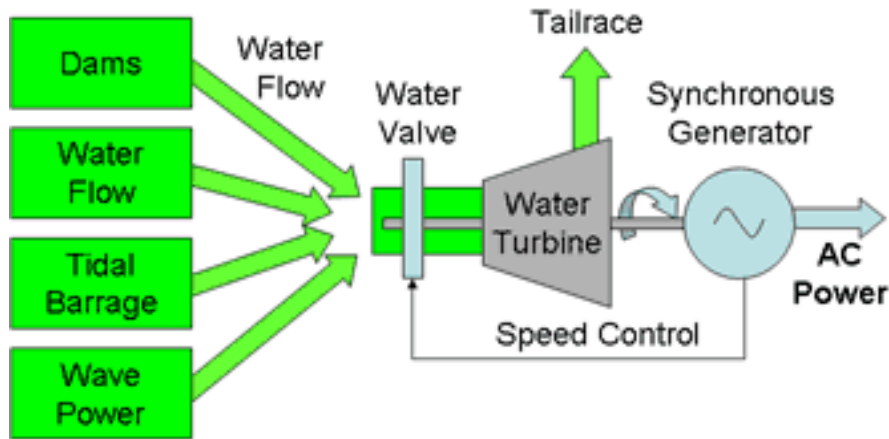 Dams
Water
Flow
Tidal
Barrage
Wave
Power
Water
Flow
Water
Valve
Tailrace
Water
Turbine
Synchronous
Generator
AC
Power
Speed Control